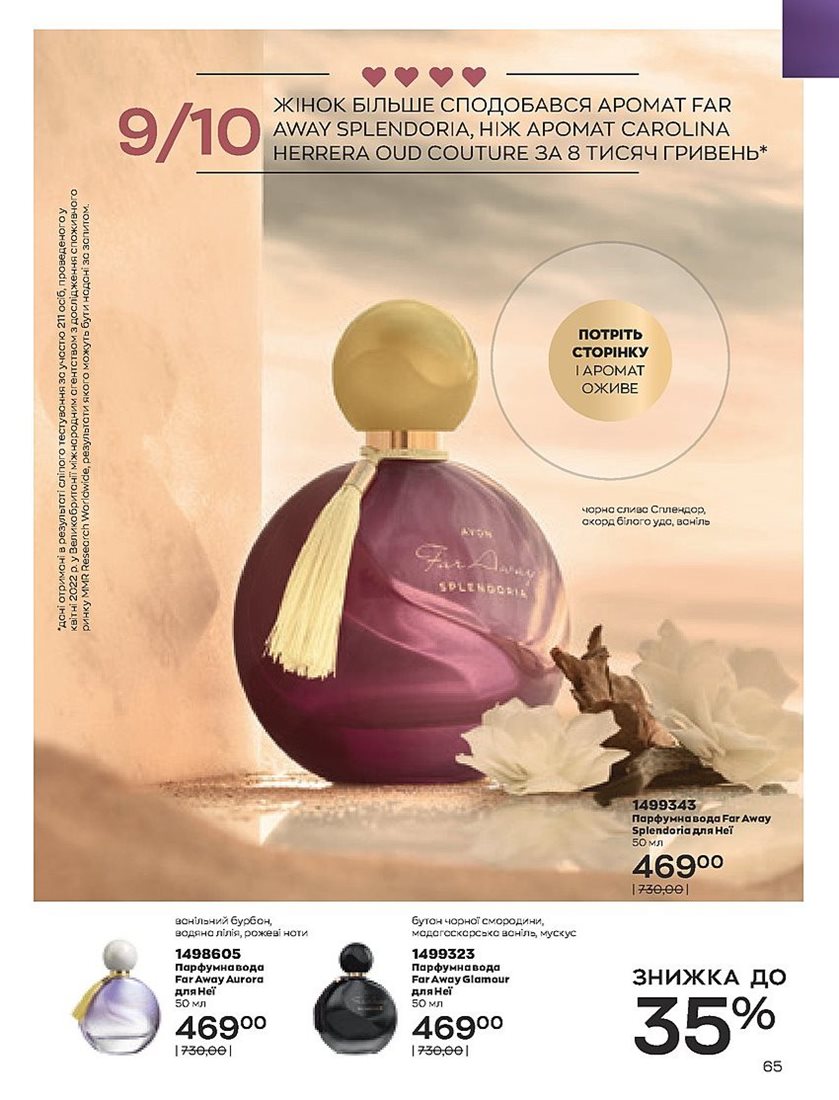 9/10
ЖІНОК БІЛЬШЕ СПОДОБАВСЯ АРОМАТ FAR
AWAY SPLENDORIA, НІЖ АРОМАТ CAROLINA
HERRERA OUD COUTURE ЗА 8 ТИСЯЧ ГРИВЕНЬ*
*дані отримані в результаті сліпого тестування за участю 211 осіб, проведеного у
квітні 2022 р. у Великобританії міжнародним агентством з дослідження споживчого
ринку MMR Research Worldwide, результати якого можуть бути надані за запитом.
ПОТРІТЬ
СТОРІНКУ
І АРОМАТ
ОЖИВЕ
чорна слива Сплендор,
акорд білого уда, ваніль
AVON
Far Away
SPLENDORIA
1499343
Парфумна вода Far Away
Splendoria для Неї
50 мл
46900
|730,00|
ванільний бурбон,
водяна лілія, рожеві ноти
1498605
Парфумна вода
Far Away Aurora
для Неї
50 мл
46900
|730,00|
бутон чорної смородини,
мадагаскарська ваніль, мускус
1499323
Парфумна вода
Far Away Glamour
для Неї
50 мл
46900
|730,00|
ЗНИЖКА ДО
35%
65